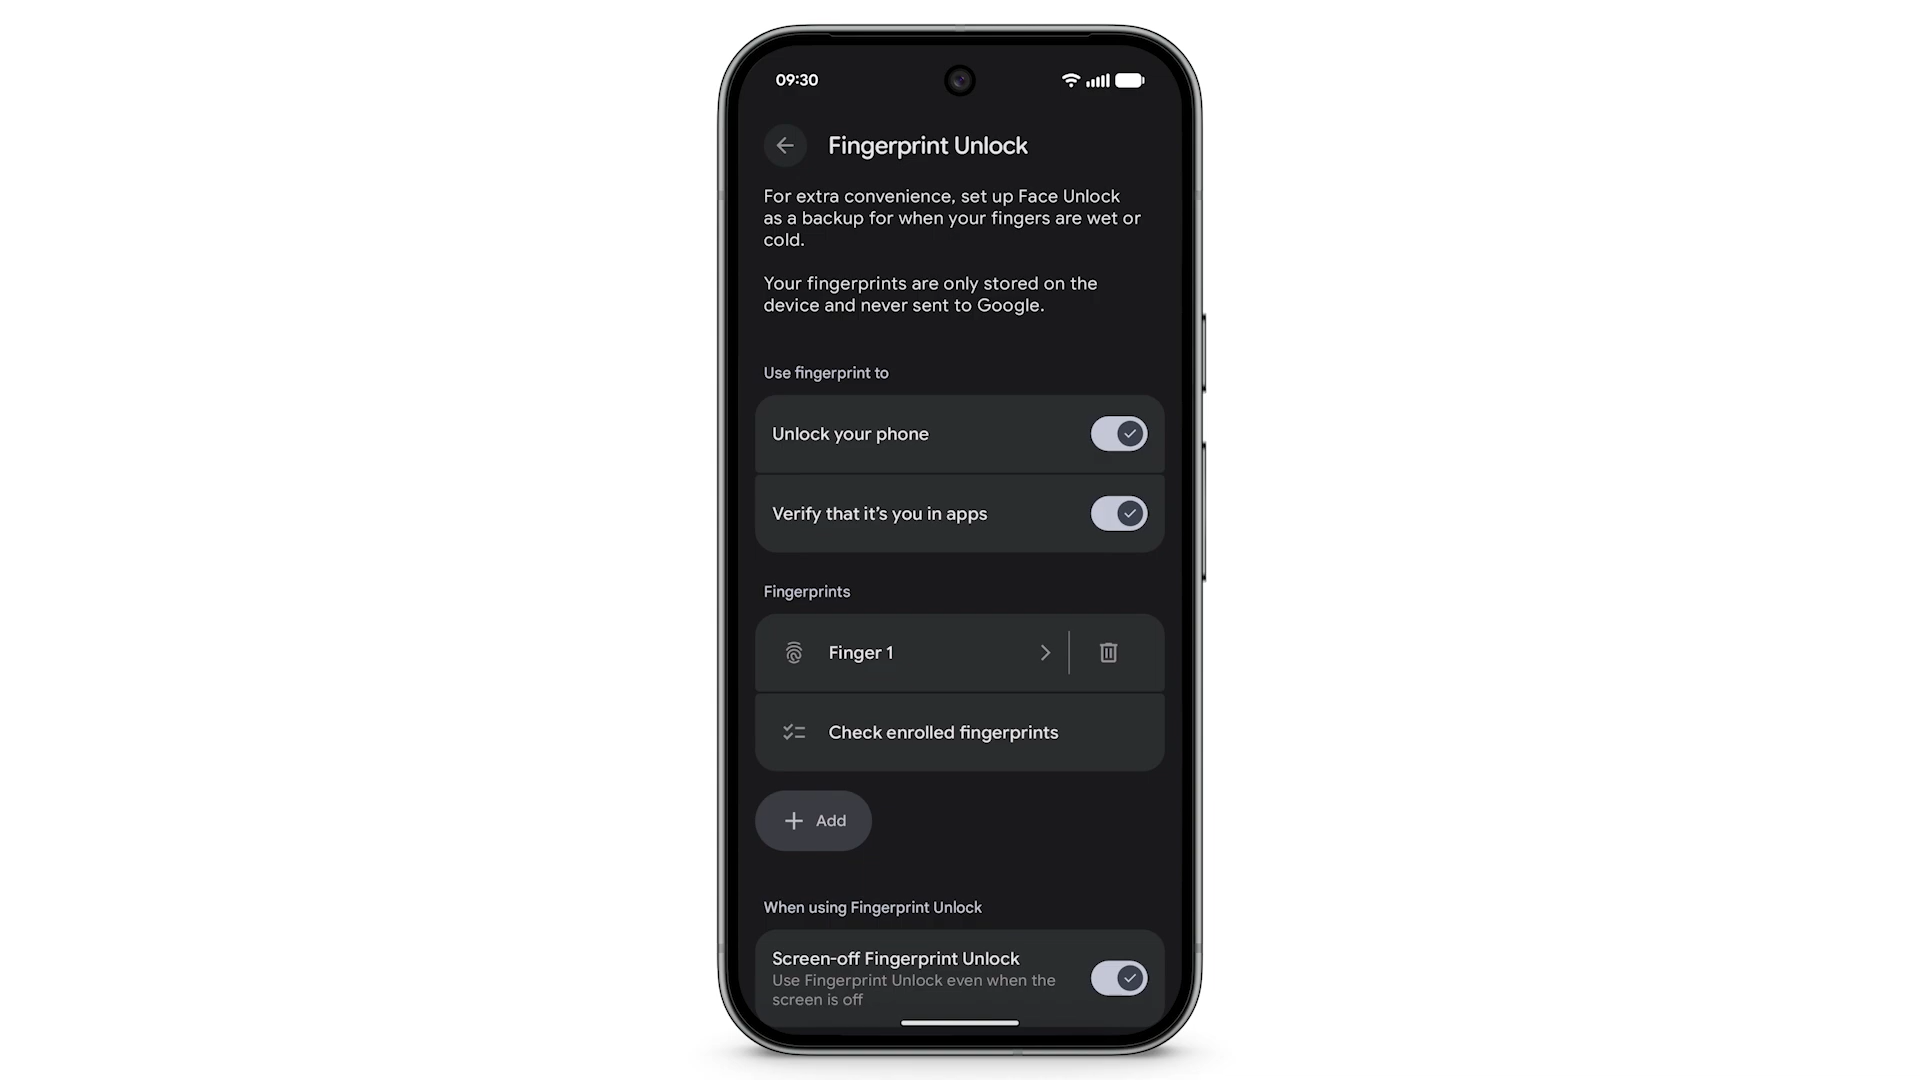 09:30
Fingerprint Unlock
For extra convenience, set up Face Unlock
as a backup for when your fingers are wet or
cold.
Your fingerprints are only stored on the
device and never sent to Google.
Use fingerprint to
Unlock your phone
Verify that it’s you in apps
Fingerprints
Finger 1
Check enrolled fingerprints
Add
When using Fingerprint Unlock
Screen-off Fingerprint Unlock
Use Fingerprint Unlock even when the
screen is off